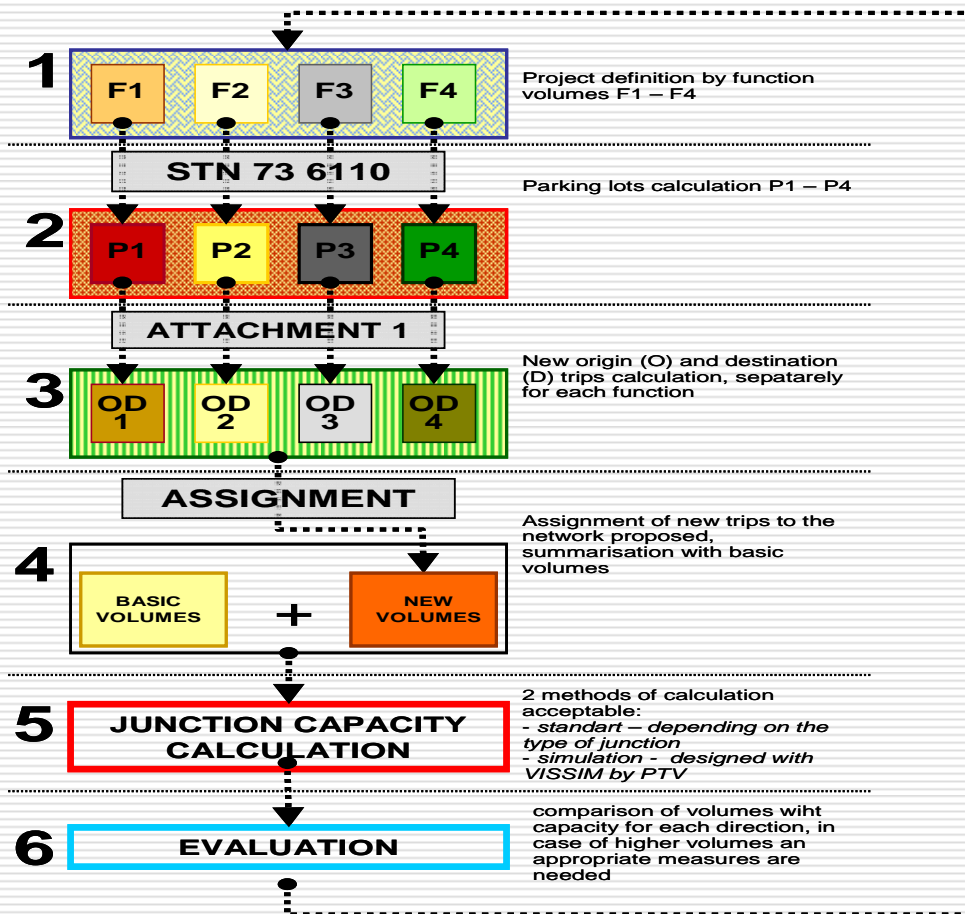 1
F1 F2 F3 F4
Project definition by function
volumes F1 – F4
STN 73 6110
Parking lots calculation P1 – P4
2
P1 P2 P3 P4
ATTACHMENT 1
3
OD OD OD OD
1 2 3 4
New origin (O) and destination
(D) trips calculation, sepatarely
for each function
ASSIGNMENT
4
BASIC
VOLUMES
+
NEW
VOLUMES
Assignment of new trips to the
network proposed,
summarisation with basic
volumes
5
JUNCTION CAPACITY
CALCULATION
2 methods of calculation
acceptable:
- standart – depending on the
type of junction
- simulation - designed with
VISSIM by PTV
6
EVALUATION
comparison of volumes wiht
capacity for each direction, in
case of higher volumes an
appropriate measures are
needed